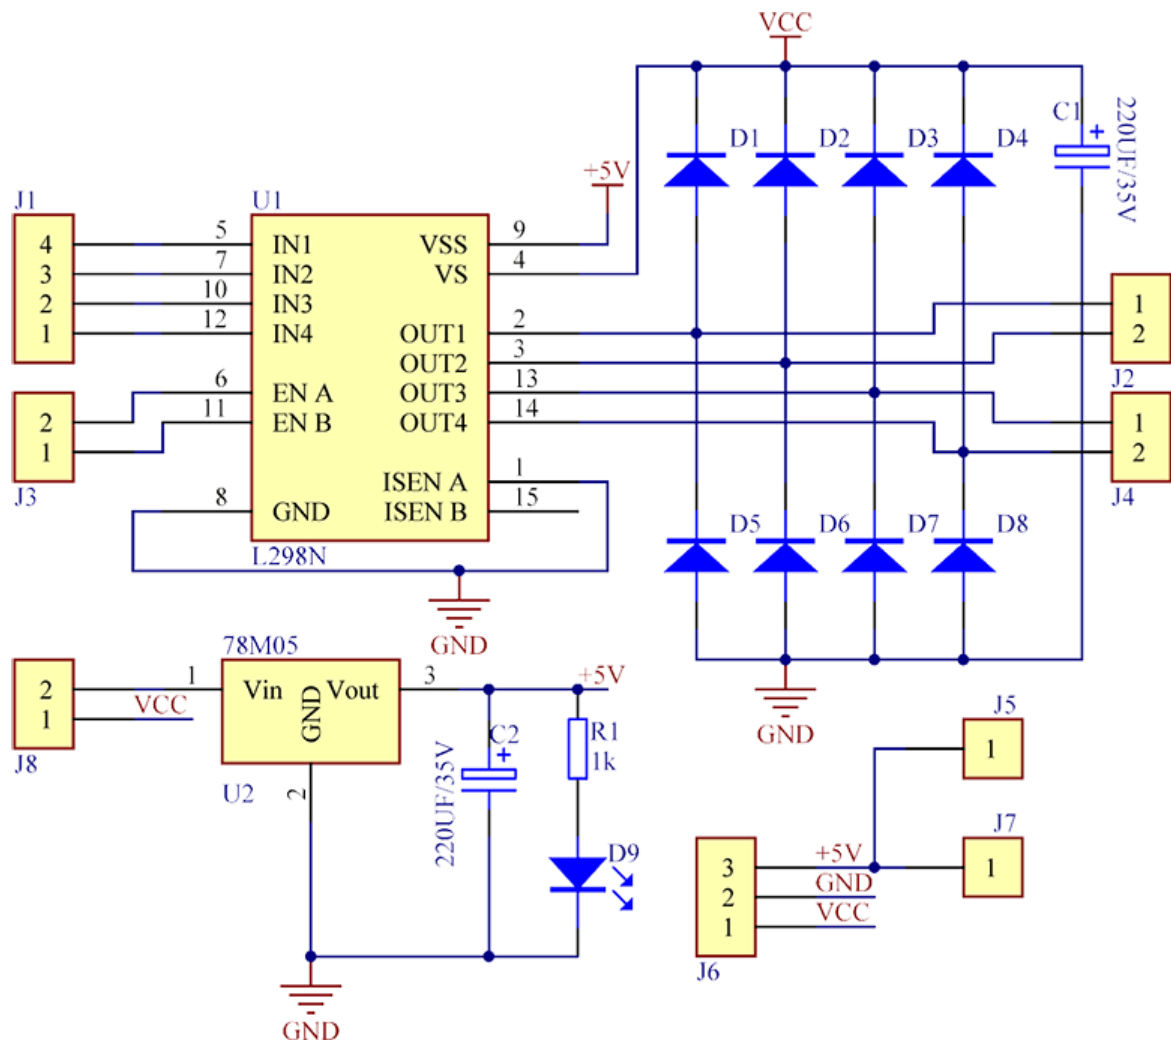 VCC
C1
+
220UF/35V
D1
D2
D3
D4
+5V
J1
U1
4
5
IN1
VSS
9
3
7
IN2
VS
4
2
10
IN3
1
12
IN4
OUT1
2
OUT2
3
1
2
J2
6
EN A
OUT3
13
2
11
EN B
OUT4
14
1
1
2
J4
J3
ISEN A
1
8
GND
ISEN B
15
L298N
D5
D6
D7
D8
GND
78M05
2
1
Vin
Vout
3
+5V
1
VCC
GND
J8
U2
2
C2
+
220UF/35V
R1
1k
D9
GND
GND
J5
1
J7
3
+5V
1
2
GND
1
VCC
J6